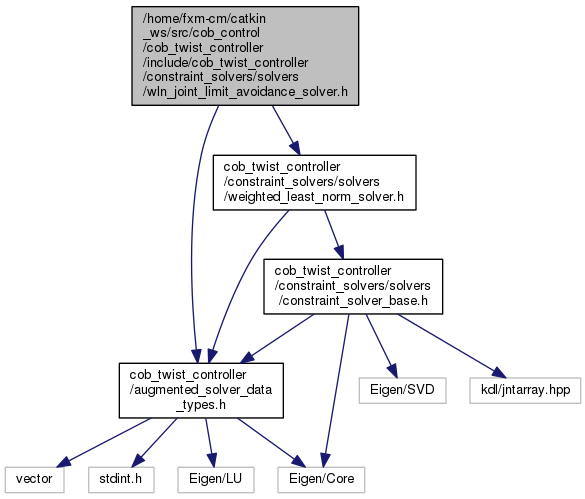 /home/fxm-cm/catkin
_ws/src/cob_control
/cob_twist_controller
/include/cob_twist_controller
/constraint_solvers/solvers
/wln_joint_limit_avoidance_solver.h
cob_twist_controller
/constraint_solvers/solvers
/weighted_least_norm_solver.h
cob_twist_controller
/constraint_solvers/solvers
/constraint_solver_base.h
cob_twist_controller
/augmented_solver_data
_types.h
Eigen/SVD
kdl/jntarray.hpp
vector
stdint.h
Eigen/LU
Eigen/Core